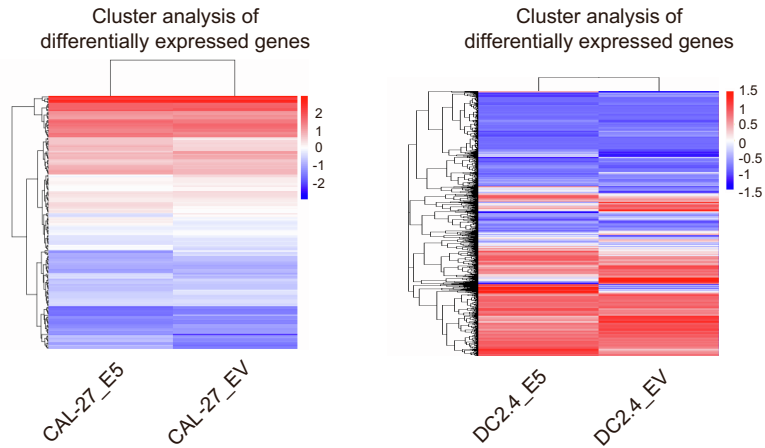 Cluster analysis of
differentially expressed genes
2
1
0
-1
-2
CAL-27_E5
CAL-27_EV
Cluster analysis of
differentially expressed genes
1.5
1
0.5
0
-0.5
-1
-1.5
DC2.4_E5
DC2.4_EV